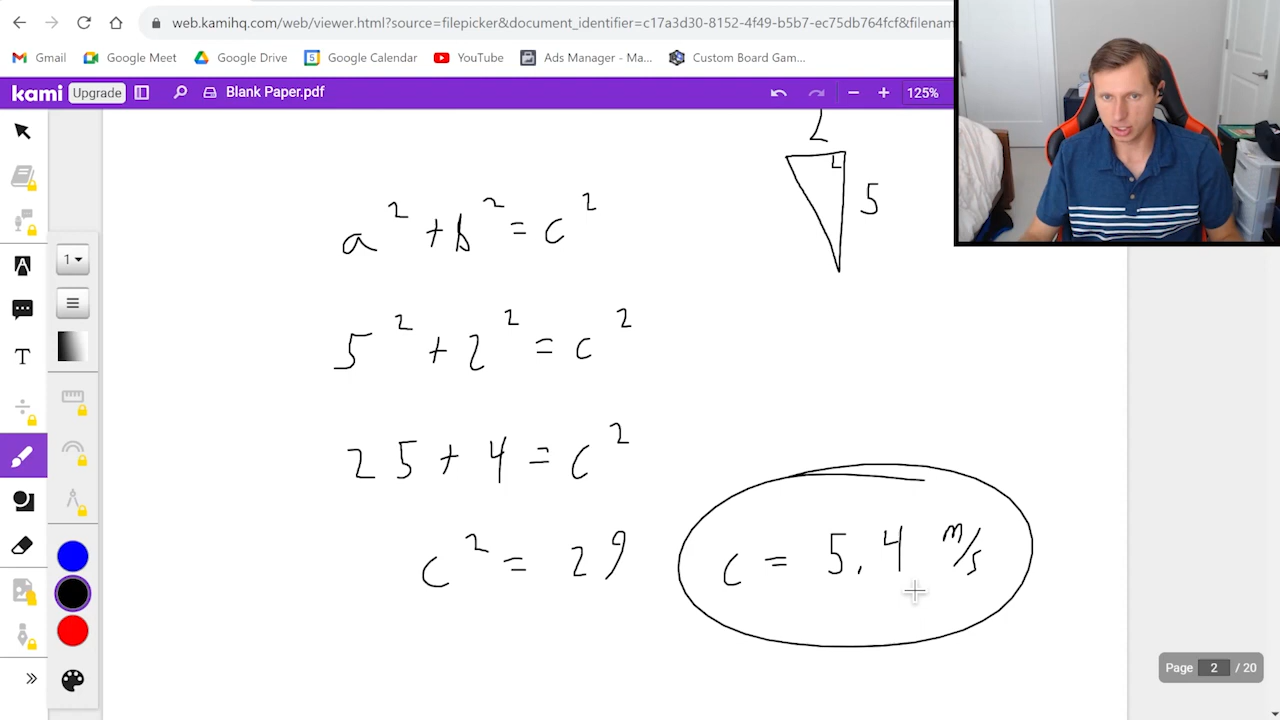 web.kamihq.com/web/viewer.html?source=filepicker&document_identifier=c17a3d30-8152-4f49-b5b7-ec75db764fcf&filenam
Gmail Google Meet Google Drive Google Calendar YouTube Ads Manager - Ma... Custom Board Gam...
kami Upgrade Blank Paper.pdf 125%
2
5
a² + b² = c²
1
5² + 2² = c²
T
25 + 4 = c²
c² = 29
c = 5.4 m/s
Page 2 / 20